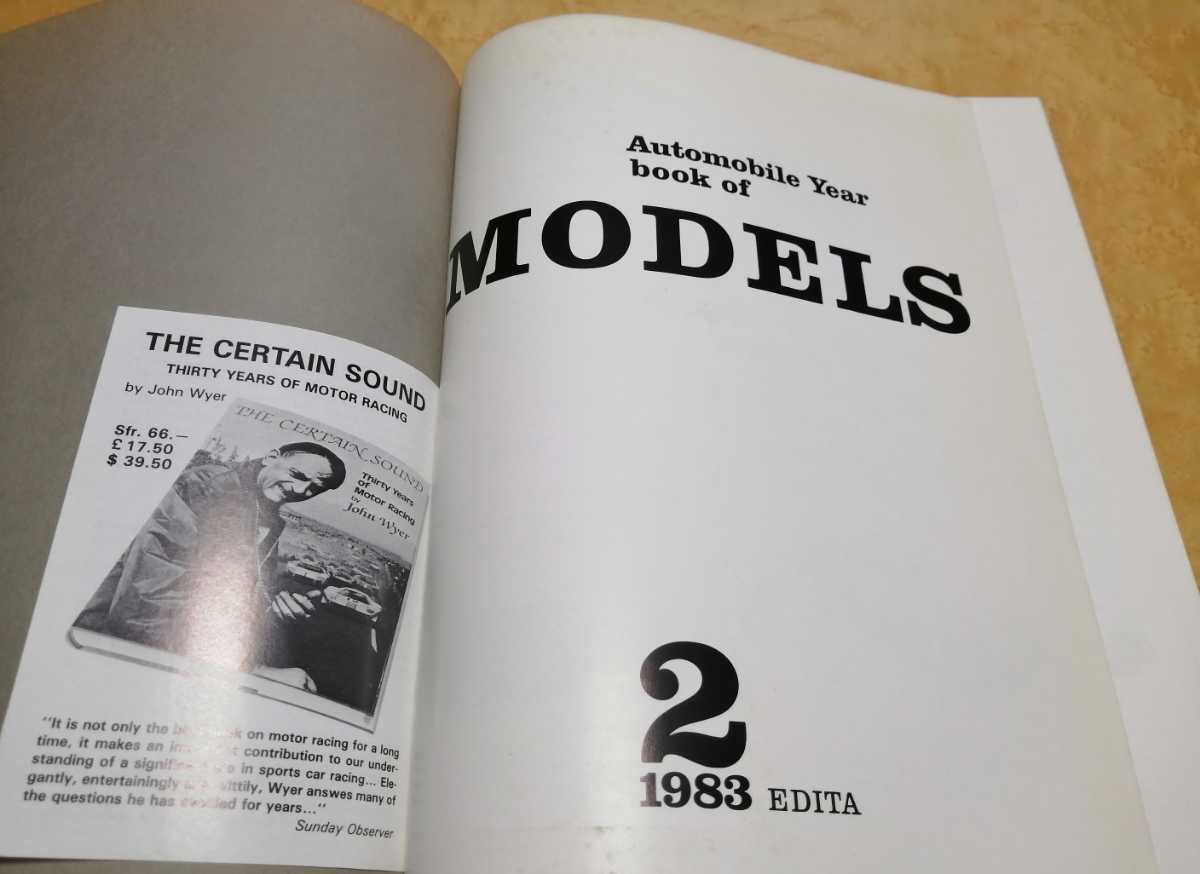 THE CERTAIN SOUND
THIRTY YEARS OF MOTOR RACING
by John Wyer
Sfr. 66.—
£ 17.50
$ 39.50
THE CERTAIN SOUND
Thirty Years
of
Motor Racing
by
John Wyer
"It is not only the on motor racing for a long
time, it makes an contribution to our under-
standing of a in sports car racing... Ele-
gantly, entertainingly wittily, Wyer answes many of
the questions he has for years..."
Sunday Observer
Automobile Year
book of
MODELS
2
1983 EDITA